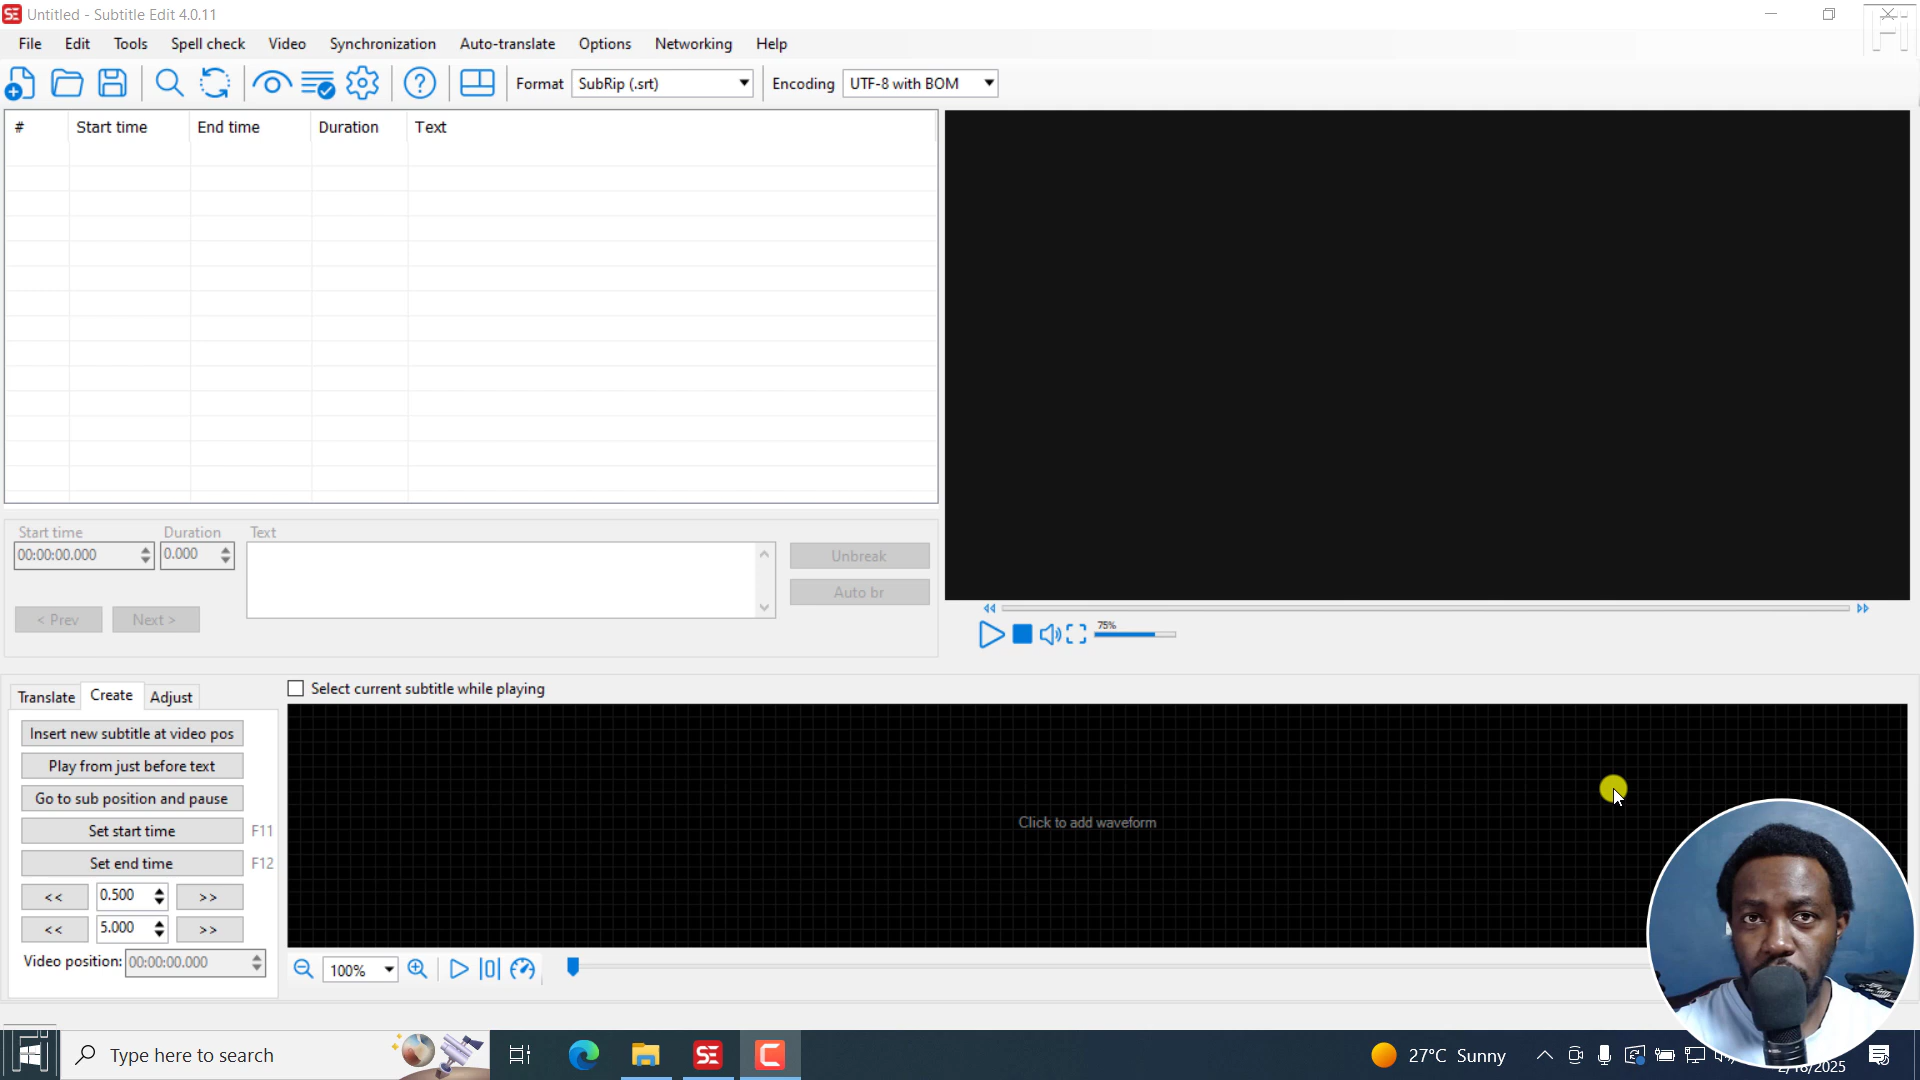 SE Untitled - Subtitle Edit 4.0.11
File Edit Tools Spell check Video Synchronization Auto-translate Options Networking Help
Format SubRip (.srt) Encoding UTF-8 with BOM
# Start time End time Duration Text
Start time Duration Text
00:00:00.000 0.000 Unbreak
Auto br
< Prev Next >
75%
Translate Create Adjust
Select current subtitle while playing
Insert new subtitle at video pos
Play from just before text
Go to sub position and pause
Set start time F11
Set end time F12
<< 0.500 >>
<< 5.000 >>
Video position: 00:00:00.000
Click to add waveform
100%
Type here to search
SE
27°C Sunny